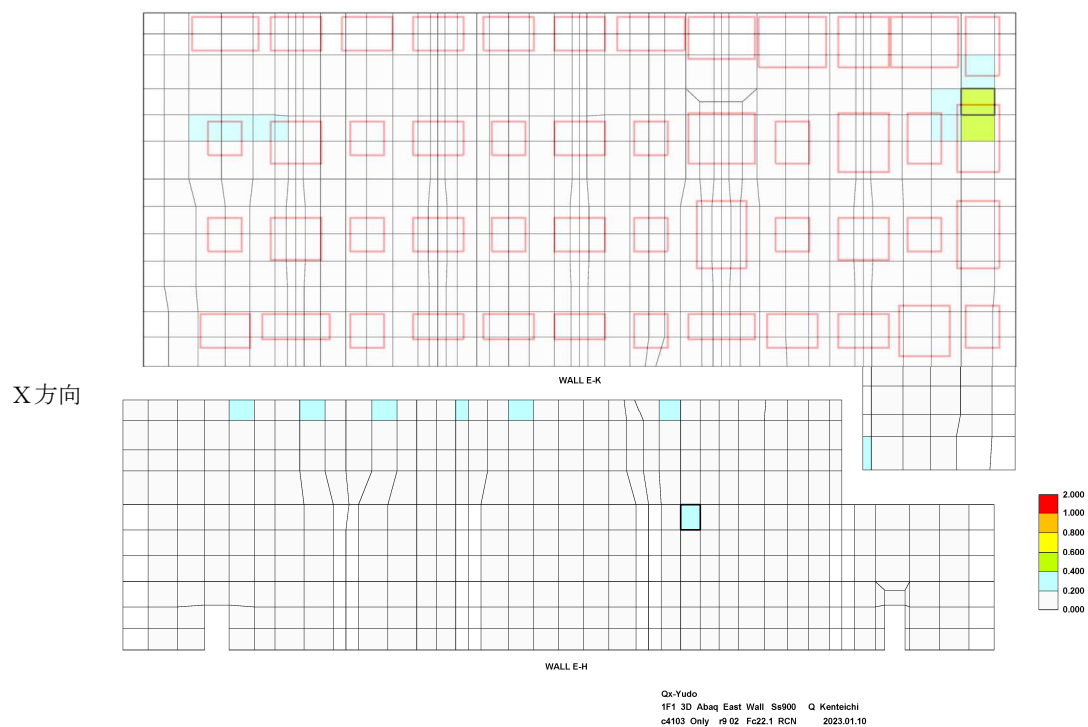 WALL E-K
X方向
2.000
1.000
0.800
0.600
0.400
0.200
0.000
WALL E-H
Qx-Yudo
1F1 3D Abaq East Wall Ss900 Q Kenteichi
c4103 Only r9 02 Fc22.1 RCN 2023.01.10